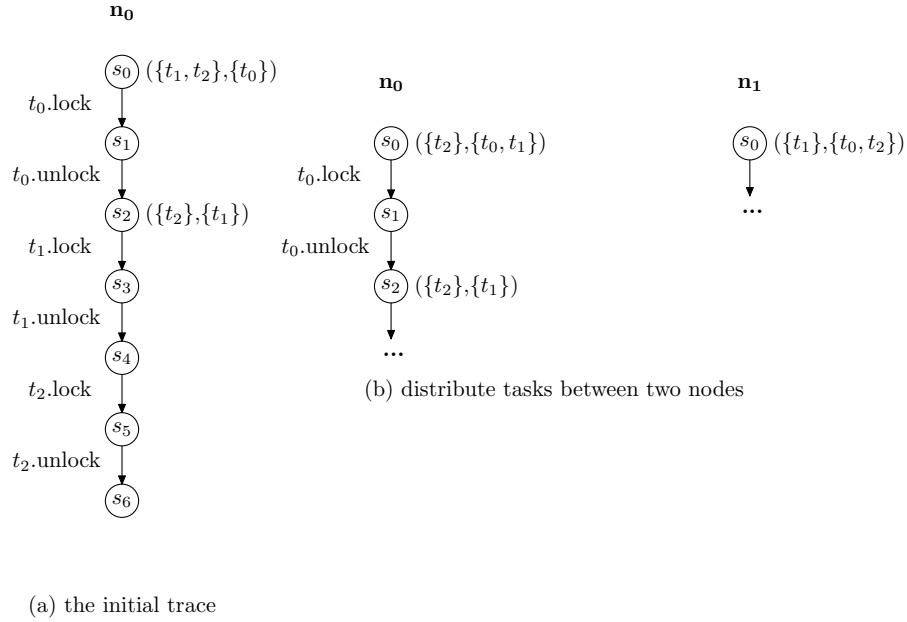 n₀
s₀ ({t₁, t₂},{t₀})
t₀.lock
s₁
t₀.unlock
s₂ ({t₂},{t₁})
t₁.lock
s₃
t₁.unlock
s₄
t₂.lock
s₅
t₂.unlock
s₆
(a) the initial trace
n₀
s₀ ({t₂},{t₀, t₁})
t₀.lock
s₁
t₀.unlock
s₂ ({t₂},{t₁})
...
n₁
s₀ ({t₁},{t₀, t₂})
...
(b) distribute tasks between two nodes